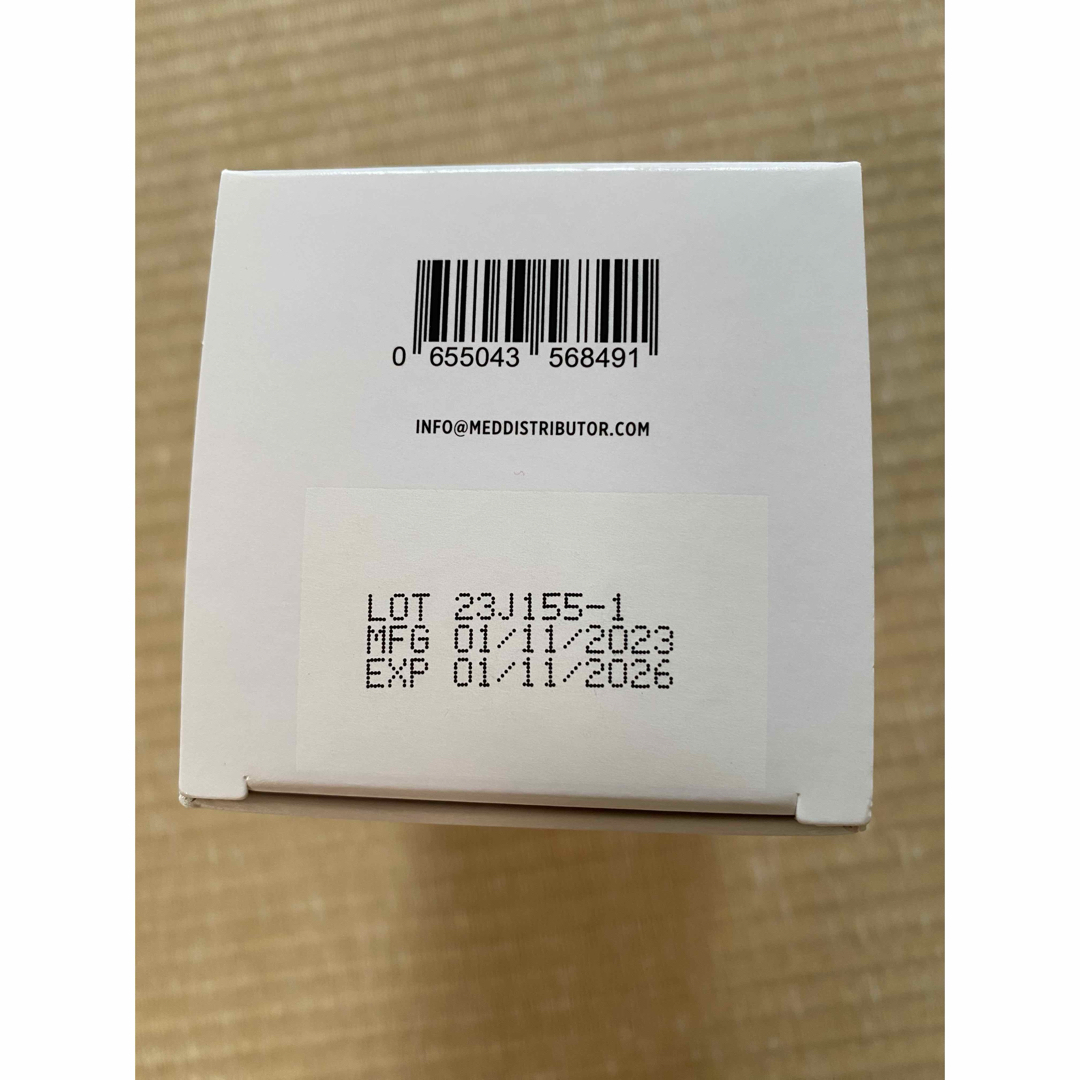 0 655043 568491
INFO@MEDDISTRIBUTOR.COM
LOT 23J155-1
MFG 01/11/2023
EXP 01/11/2026